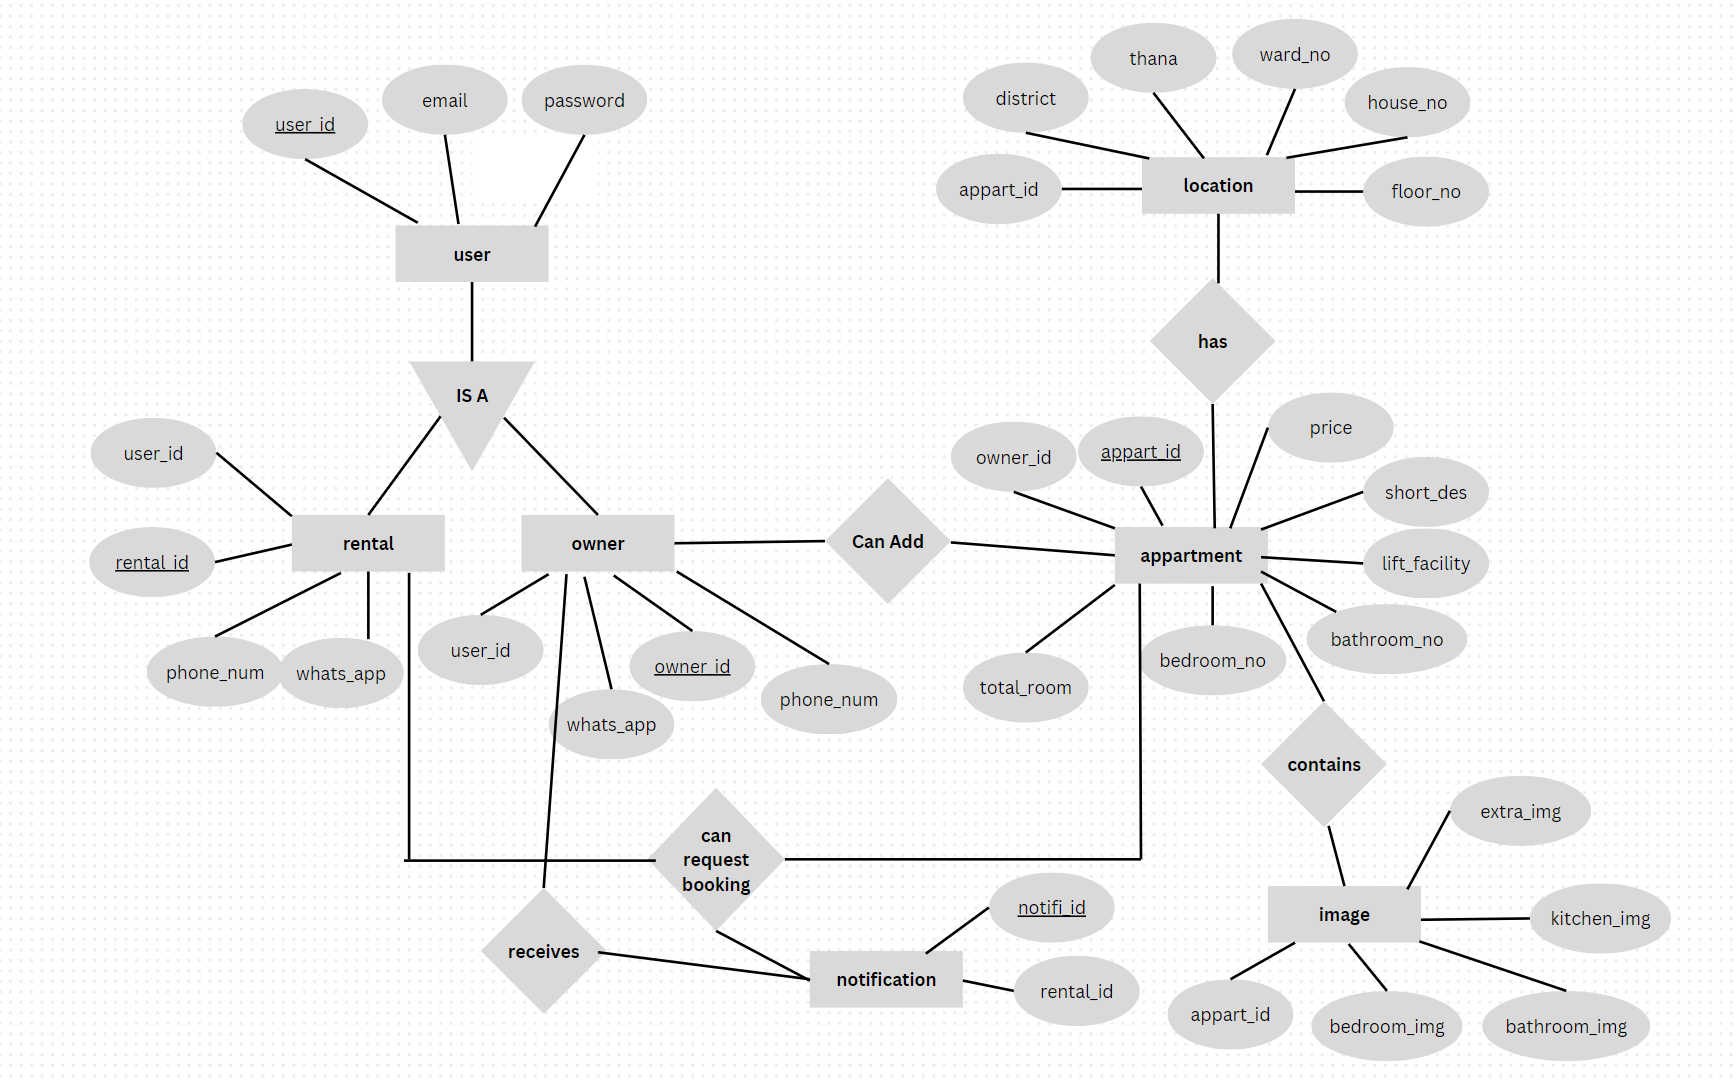 thana
ward_no
email
password
district
house_no
user_id
location
appart_id
floor_no
user
has
IS A
price
user_id
owner_id
appart_id
short_des
rental
owner
Can Add
appartment
rental_id
lift_facility
phone_num
whats_app
user_id
owner_id
bathroom_no
bedroom_no
total_room
phone_num
whats_app
contains
can
request
booking
extra_img
receives
notifi_id
image
kitchen_img
notification
rental_id
appart_id
bedroom_img
bathroom_img